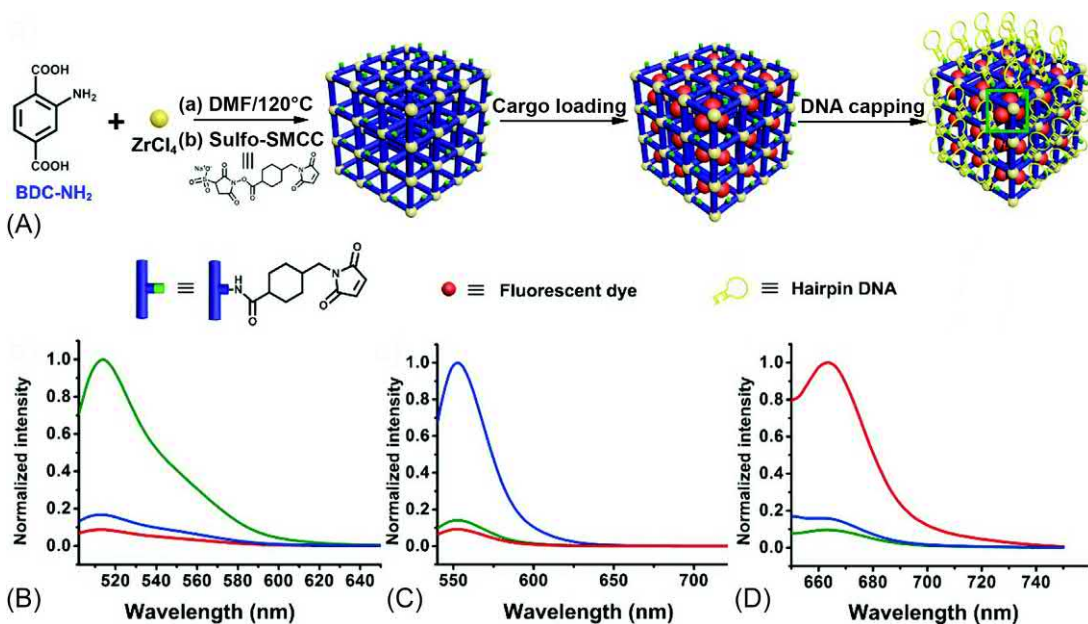 COOH
NH₂
COOH
BDC-NH₂
+
ZrCl₄
(a) DMF/120°C
(b) Sulfo-SMCC
Cargo loading
DNA capping
(A)
≡ Fluorescent dye
≡ Hairpin DNA
H
N
O
N
O
O
Normalized intensity
1.0
0.8
0.6
0.4
0.2
0.0
520 540 560 580 600 620 640
Wavelength (nm)
(B)
Normalized intensity
1.0
0.8
0.6
0.4
0.2
0.0
550 600 650 700
Wavelength (nm)
(C)
Normalized intensity
1.0
0.8
0.6
0.4
0.2
0.0
660 680 700 720 740
Wavelength (nm)
(D)